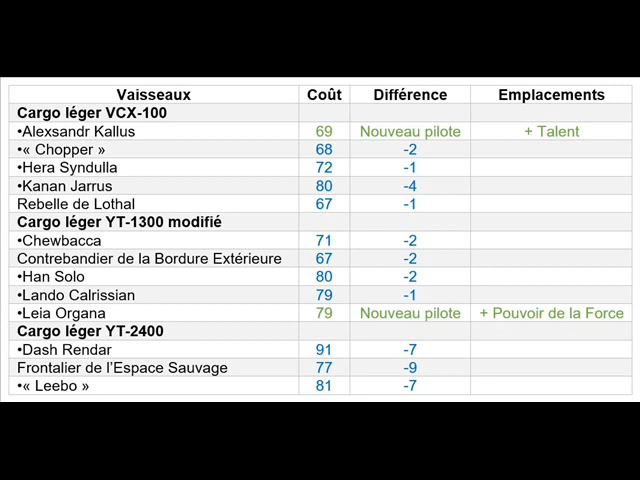 Vaisseaux Coût Différence Emplacements
Cargo léger VCX-100
•Alexsandr Kallus 69 Nouveau pilote + Talent
•« Chopper » 68 -2
•Hera Syndulla 72 -1
•Kanan Jarrus 80 -4
Rebelle de Lothal 67 -1
Cargo léger YT-1300 modifié
•Chewbacca 71 -2
Contrebandier de la Bordure Extérieure 67 -2
•Han Solo 80 -2
•Lando Calrissian 79 -1
•Leia Organa 79 Nouveau pilote + Pouvoir de la Force
Cargo léger YT-2400
•Dash Rendar 91 -7
Frontalier de l’Espace Sauvage 77 -9
•« Leebo » 81 -7